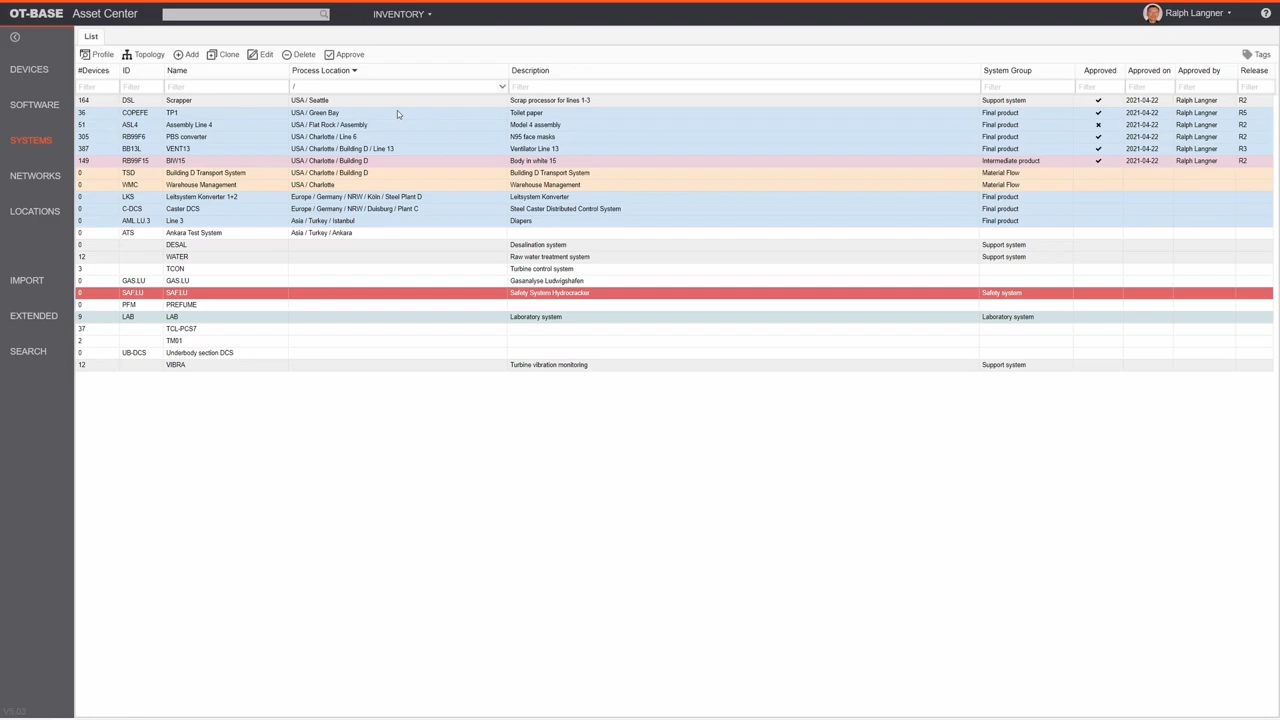 OT-BASE Asset Center INVENTORY Ralph Langner ?
List
Profile Topology Add Clone Edit Delete Approve Tags
#Devices ID Name Process Location Description System Group Approved Approved on Approved by Release
Filter Filter Filter / Filter Filter Filter Filter Filter Filter
164 DSL Scrapper USA / Seattle Scrap processor for lines 1-3 Support system ✔ 2021-04-22 Ralph Langner R2
36 COPEFE TP1 USA / Green Bay Toilet paper Final product ✔ 2021-04-22 Ralph Langner R5
51 ASL4 Assembly Line 4 USA / Flat Rock / Assembly Model 4 assembly Final product ✖ 2021-04-22 Ralph Langner R2
305 RB99F6 PBS converter USA / Charlotte / Line 6 N95 face masks Final product ✔ 2021-04-22 Ralph Langner R2
387 BB13L VENT13 USA / Charlotte / Building D / Line 13 Ventilator Line 13 Final product ✔ 2021-04-22 Ralph Langner R3
149 RB99F15 BIW15 USA / Charlotte / Building D Body in white 15 Intermediate product ✔ 2021-04-22 Ralph Langner R2
0 TSD Building D Transport System USA / Charlotte / Building D Building D Transport System Material Flow
0 WMC Warehouse Management USA / Charlotte Warehouse Management Material Flow
0 LKS Leitsystem Konverter 1+2 Europe / Germany / NRW / Köln / Steel Plant D Leitsystem Konverter Final product
0 C-DCS Caster DCS Europe / Germany / NRW / Duisburg / Plant C Steel Caster Distributed Control System Final product
0 AML.LU.3 Line 3 Asia / Turkey / Istanbul Diapers Final product
0 ATS Ankara Test System Asia / Turkey / Ankara
0 DESAL Desalination system Support system
12 WATER Raw water treatment system Support system
3 TCON Turbine control system
0 GAS.LU GAS.LU Gasanalyse Ludwigshafen
0 SAF.LU SAF.LU Safety System Hydrocracker Safety system
0 PFM PREFUME
9 LAB LAB Laboratory system Laboratory system
37 TCL-PCS7
2 TM01
0 UB-DCS Underbody section DCS
12 VIBRA Turbine vibration monitoring Support system
DEVICES
SOFTWARE
SYSTEMS
NETWORKS
LOCATIONS
IMPORT
EXTENDED
SEARCH
V5.03